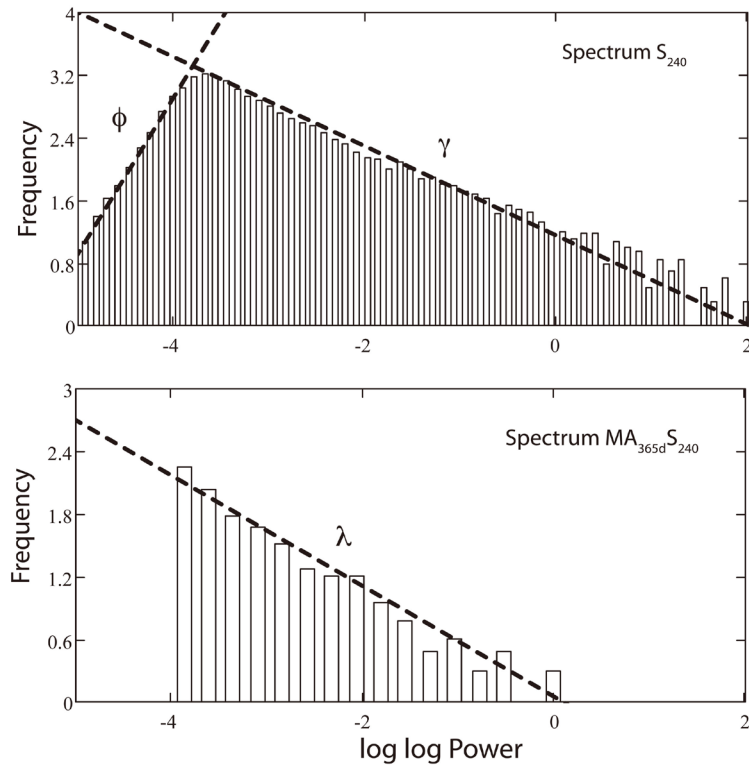 4
3.2
2.4
1.6
0.8
0
Frequency
Spectrum S240
ϕ
γ
-4
-2
0
2
3
2.4
1.8
1.2
0.6
0
Frequency
Spectrum MA365dS240
λ
-4
-2
0
2
log log Power